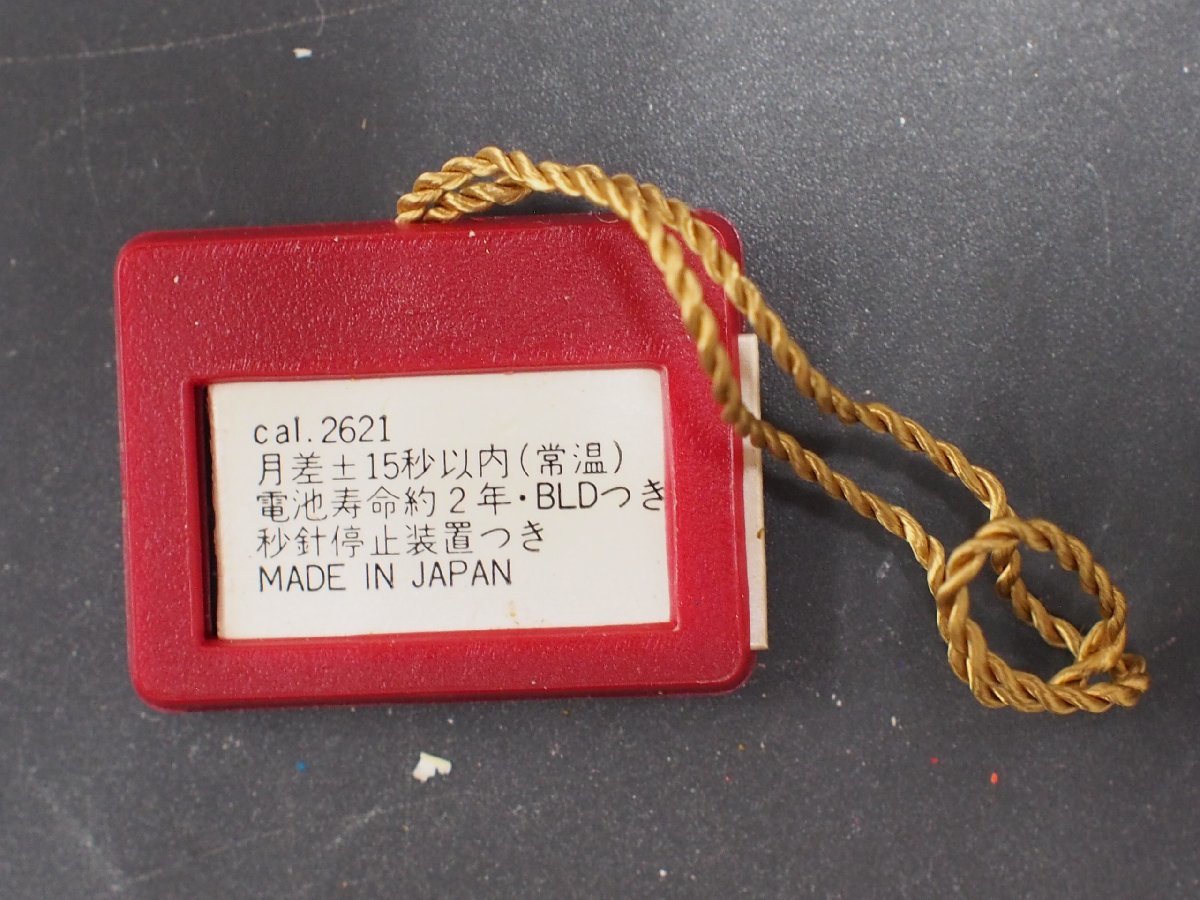 cal.2621
月差±15秒以内(常温)
電池寿命約2年・BLDつき
秒針停止装置つき
MADE IN JAPAN